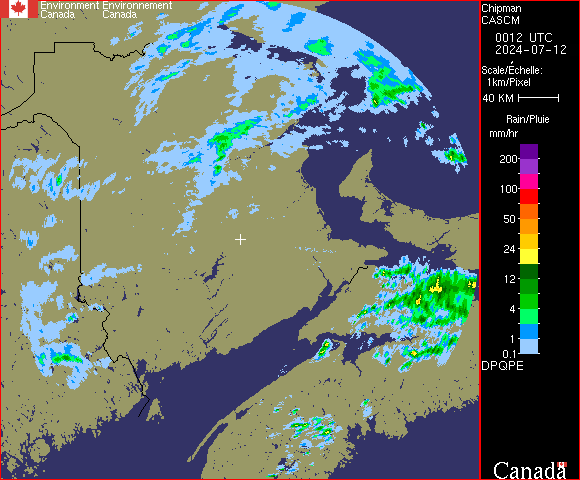 Environment Environnement
Canada Canada
Chipman
CASCM
0012 UTC
2024-07-12
Scale/Échelle:
1km/Pixel
40 KM
Rain/Pluie
mm/hr
200
100
50
24
12
4
1
0.1
DPQPE
Canada